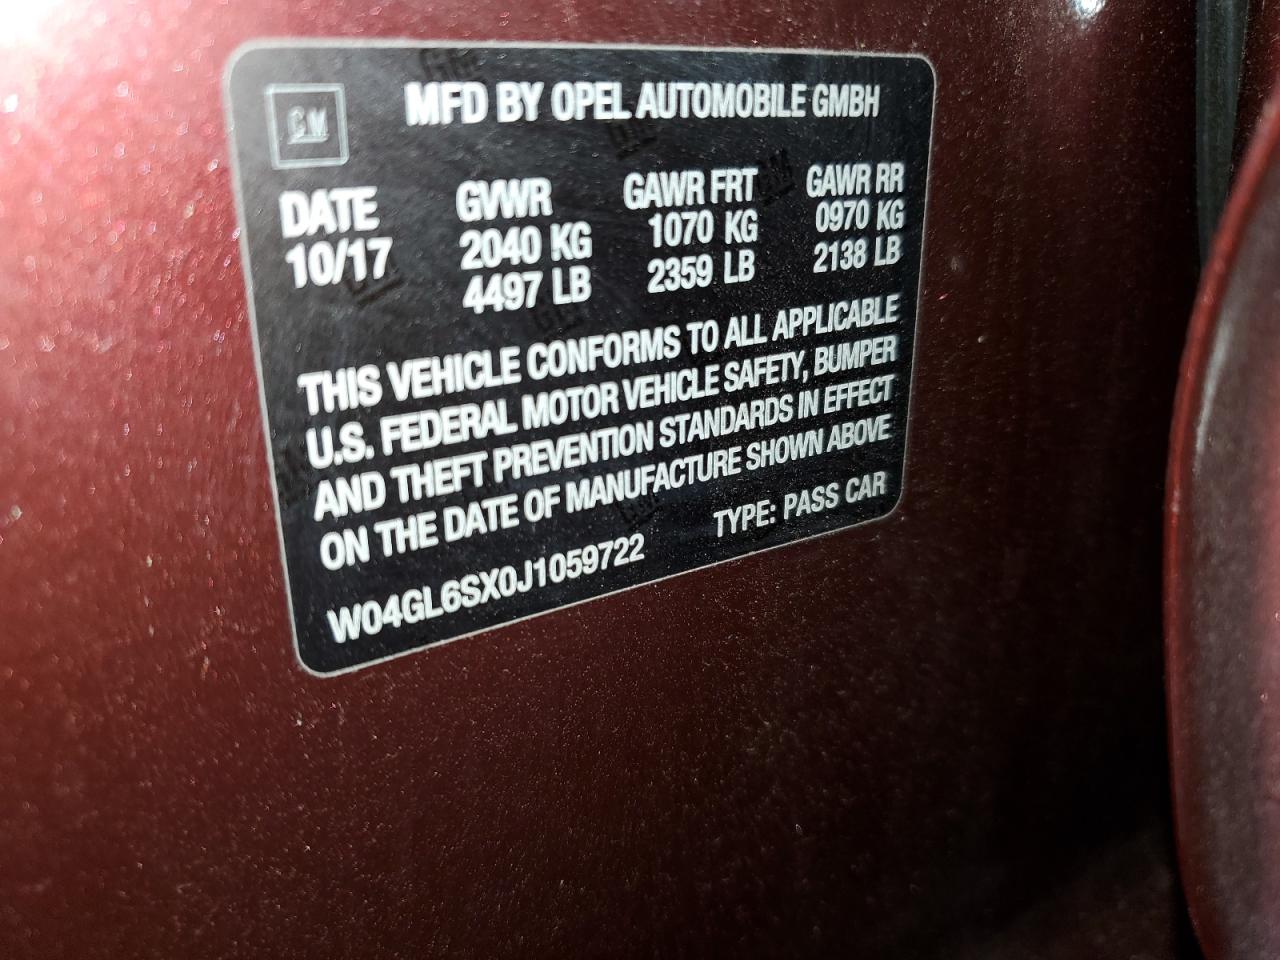 GM
MFD BY OPEL AUTOMOBILE GMBH
DATE GVWR GAWR FRT GAWR RR
10/17 2040 KG 1070 KG 0970 KG
4497 LB 2359 LB 2138 LB
THIS VEHICLE CONFORMS TO ALL APPLICABLE
U.S. FEDERAL MOTOR VEHICLE SAFETY, BUMPER
AND THEFT PREVENTION STANDARDS IN EFFECT
ON THE DATE OF MANUFACTURE SHOWN ABOVE
TYPE: PASS CAR
W04GL6SX0J1059722